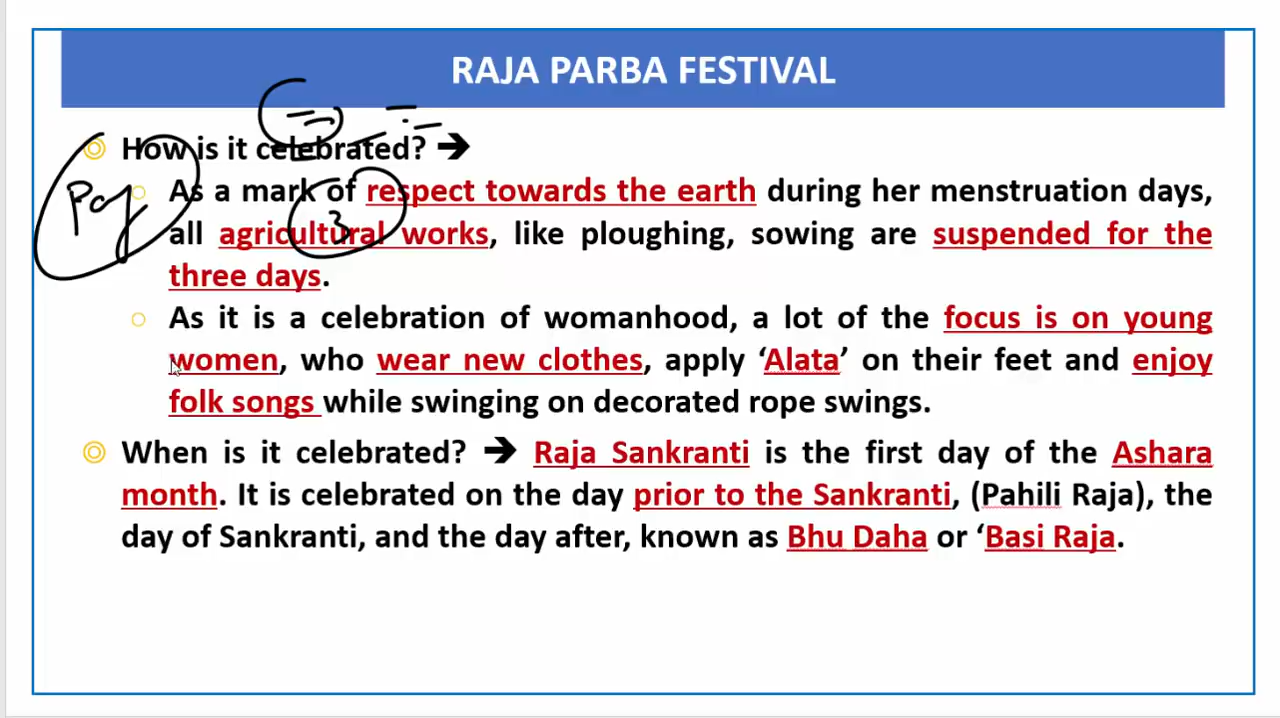 RAJA PARBA FESTIVAL
How is it celebrated? ➔
As a mark of respect towards the earth during her menstruation days,
all agricultural works, like ploughing, sowing are suspended for the
three days.
3
As it is a celebration of womanhood, a lot of the focus is on young
women, who wear new clothes, apply ‘Alata’ on their feet and enjoy
folk songs while swinging on decorated rope swings.
When is it celebrated? ➔ Raja Sankranti is the first day of the Ashara
month. It is celebrated on the day prior to the Sankranti, (Pahili Raja), the
day of Sankranti, and the day after, known as Bhu Daha or ‘Basi Raja.